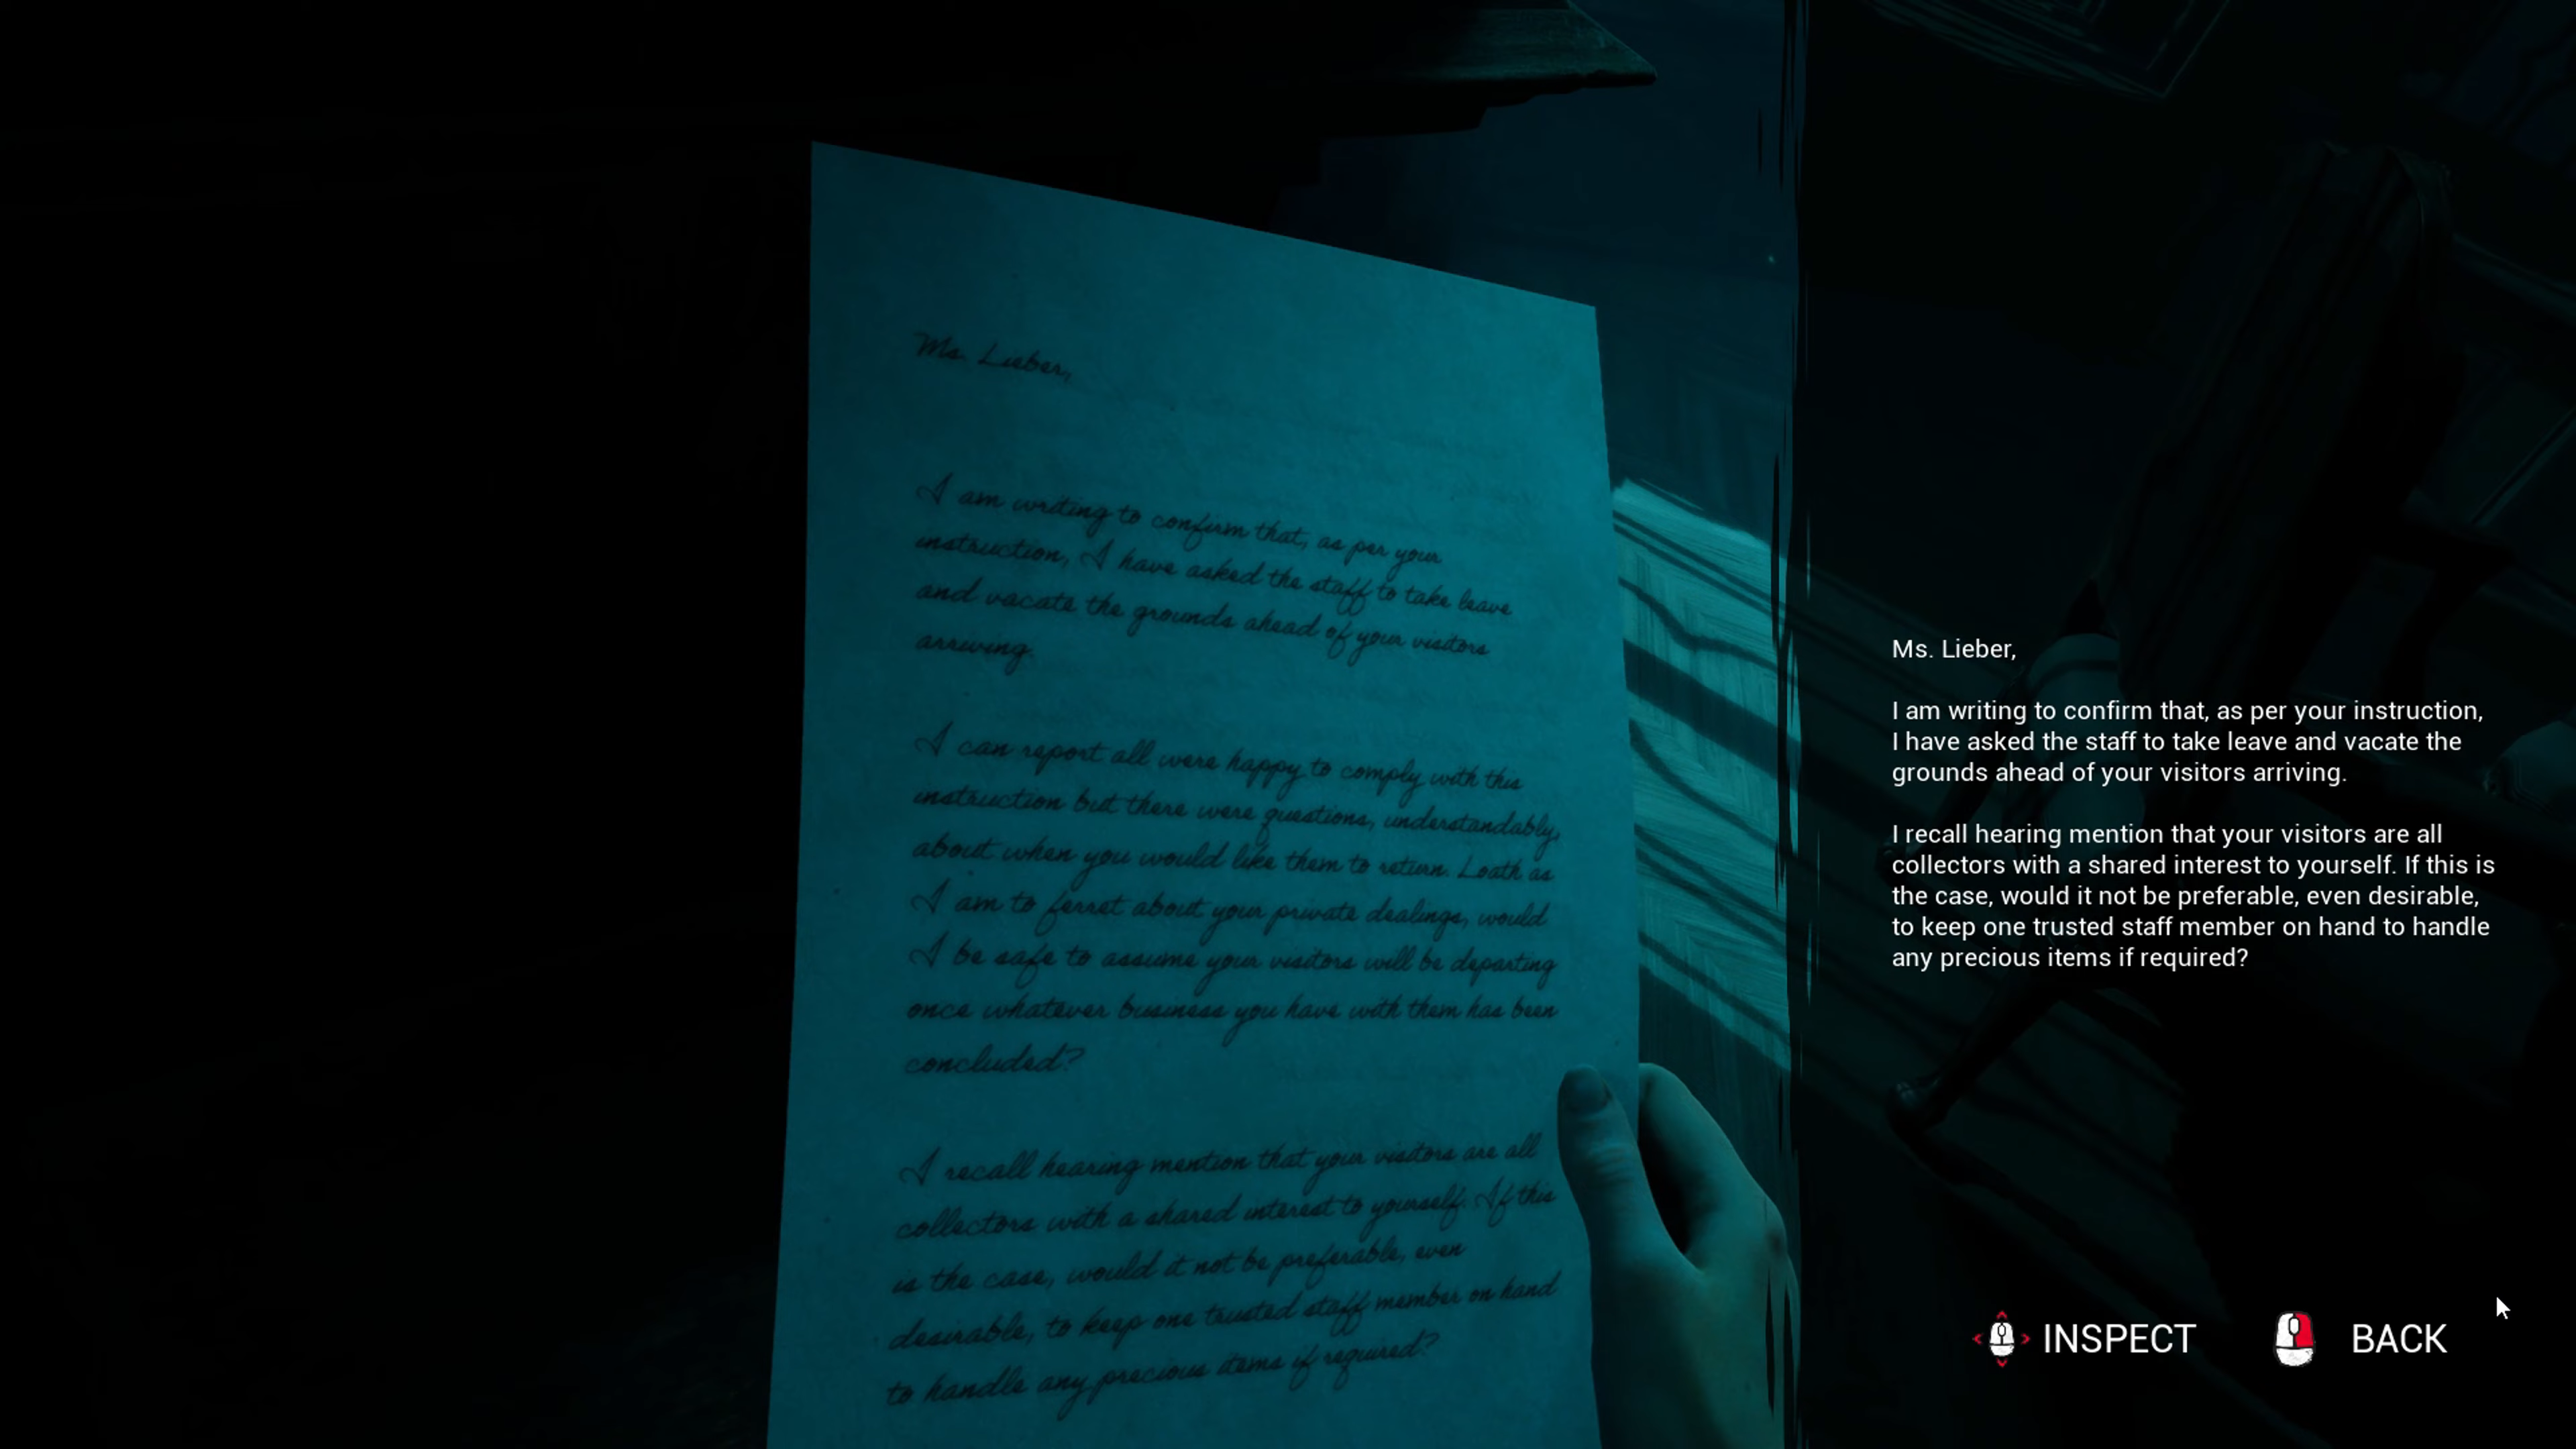 Ms. Lieber,
I am writing to confirm that, as per your
instruction, I have asked the staff to take leave
and vacate the grounds ahead of your visitors
arriving.
I can report all were happy to comply with this
instruction but there were questions, understandably,
about when you would like them to return. Loath as
I am to ferret about your private dealings, would
I be safe to assume your visitors will be departing
once whatever business you have with them has been
concluded?
I recall hearing mention that your visitors are all
collectors with a shared interest to yourself. If this
is the case, would it not be preferable, even
desirable, to keep one trusted staff member on hand
to handle any precious items if required?
Ms. Lieber,
I am writing to confirm that, as per your instruction,
I have asked the staff to take leave and vacate the
grounds ahead of your visitors arriving.
I recall hearing mention that your visitors are all
collectors with a shared interest to yourself. If this is
the case, would it not be preferable, even desirable,
to keep one trusted staff member on hand to handle
any precious items if required?
INSPECT
BACK